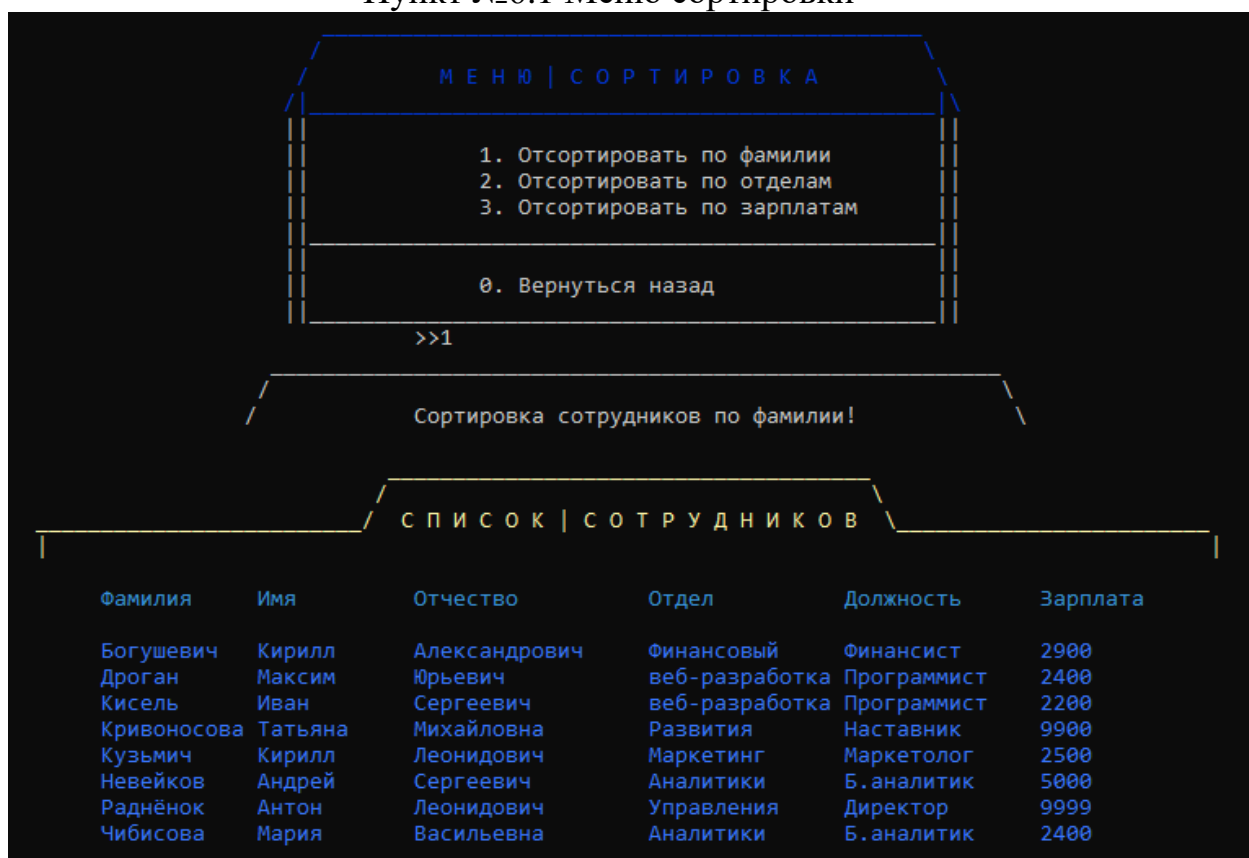 Пункт №6.1 Меню сортировки
М Е Н Ю | С О Р Т И Р О В К А
1. Отсортировать по фамилии
2. Отсортировать по отделам
3. Отсортировать по зарплатам
0. Вернуться назад
>>1
Сортировка сотрудников по фамилии!
С П И С О К | С О Т Р У Д Н И К О В
Фамилия Имя Отчество Отдел Должность Зарплата
Богушевич Кирилл Александрович Финансовый Финансист 2900
Дроган Максим Юрьевич веб-разработка Программист 2400
Кисель Иван Сергеевич веб-разработка Программист 2200
Кривоносова Татьяна Михайловна Развития Наставник 9900
Кузьмич Кирилл Леонидович Маркетинг Маркетолог 2500
Невейков Андрей Сергеевич Аналитики Б.аналитик 5000
Раднёнок Антон Леонидович Управления Директор 9999
Чибисова Мария Васильевна Аналитики Б.аналитик 2400